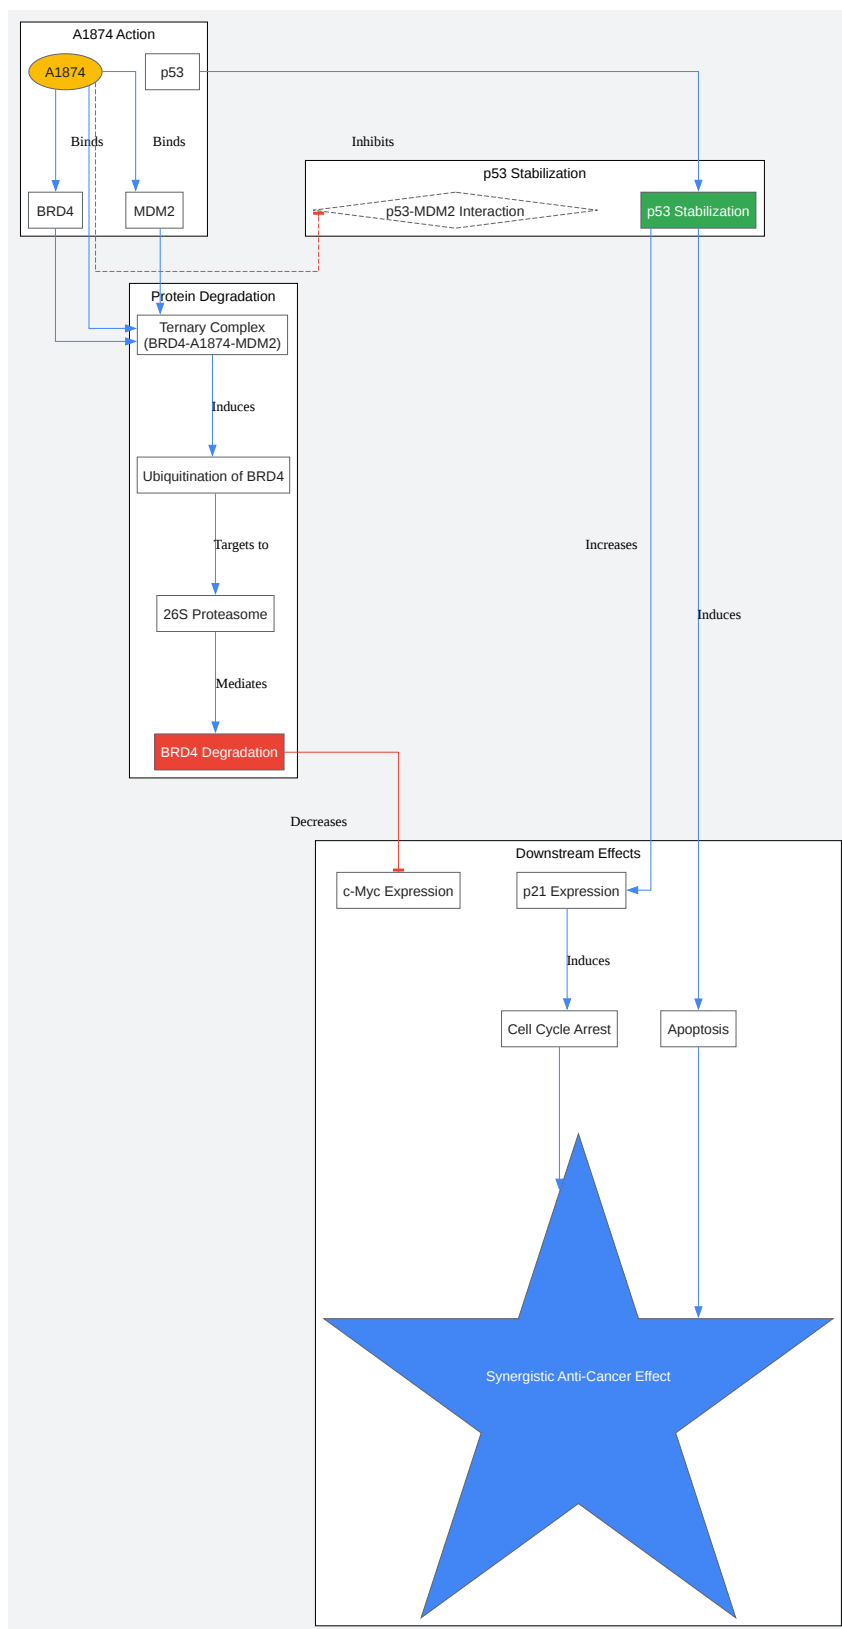 A1874 Action
A1874
p53
Binds
Binds
Inhibits
BRD4
MDM2
p53 Stabilization
p53-MDM2 Interaction
p53 Stabilization
Protein Degradation
Ternary Complex
(BRD4-A1874-MDM2)
Induces
Ubiquitination of BRD4
Targets to
Increases
26S Proteasome
Induces
Mediates
BRD4 Degradation
Decreases
Downstream Effects
c-Myc Expression
p21 Expression
Induces
Cell Cycle Arrest
Apoptosis
Synergistic Anti-Cancer Effect